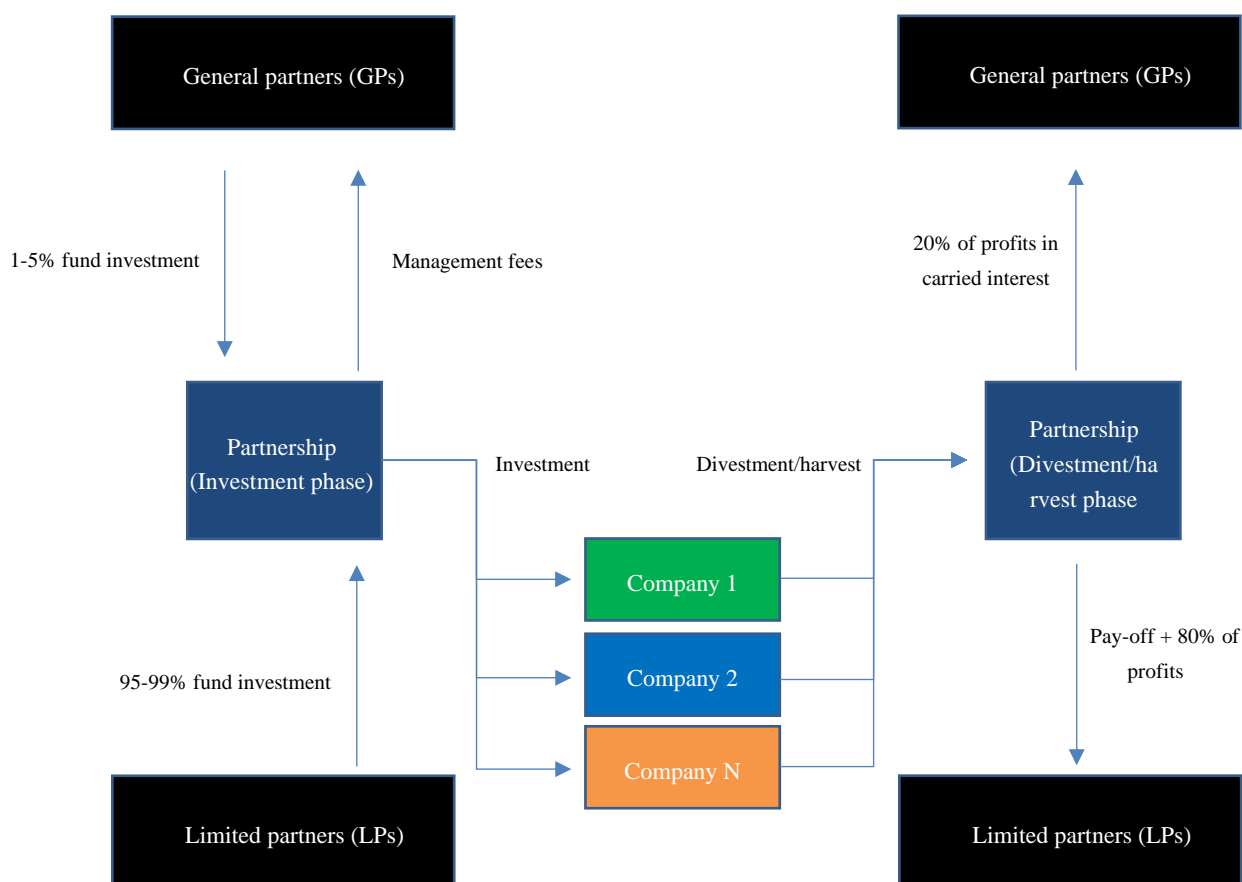 General partners (GPs)
General partners (GPs)
1-5% fund investment
Management fees
20% of profits in
carried interest
Partnership
(Investment phase)
Investment
Divestment/harvest
Partnership
(Divestment/ha
rvest phase
Company 1
Company 2
Company N
95-99% fund investment
Pay-off + 80% of
profits
Limited partners (LPs)
Limited partners (LPs)